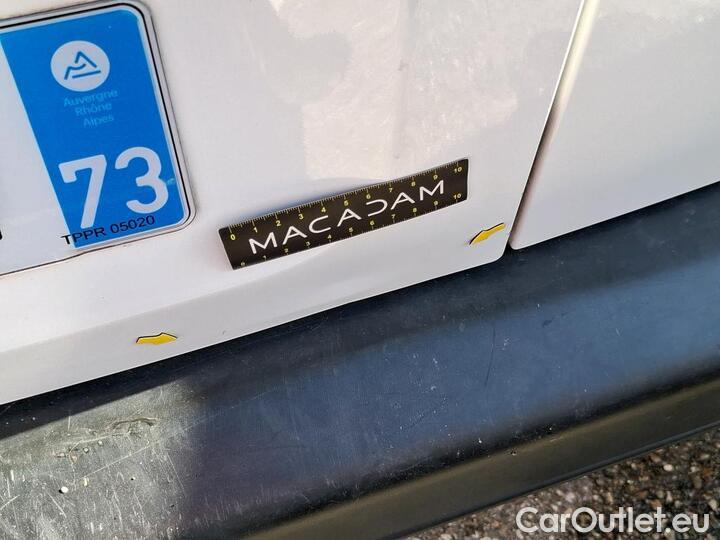 Auvergne
Rhône
Alpes
73
TPPR 05020
0 1 2 3 4 5 6 7 8 9 10
MACADAM
0 1 2 3 4 5 6 7 8 9 10
CarOutlet.eu